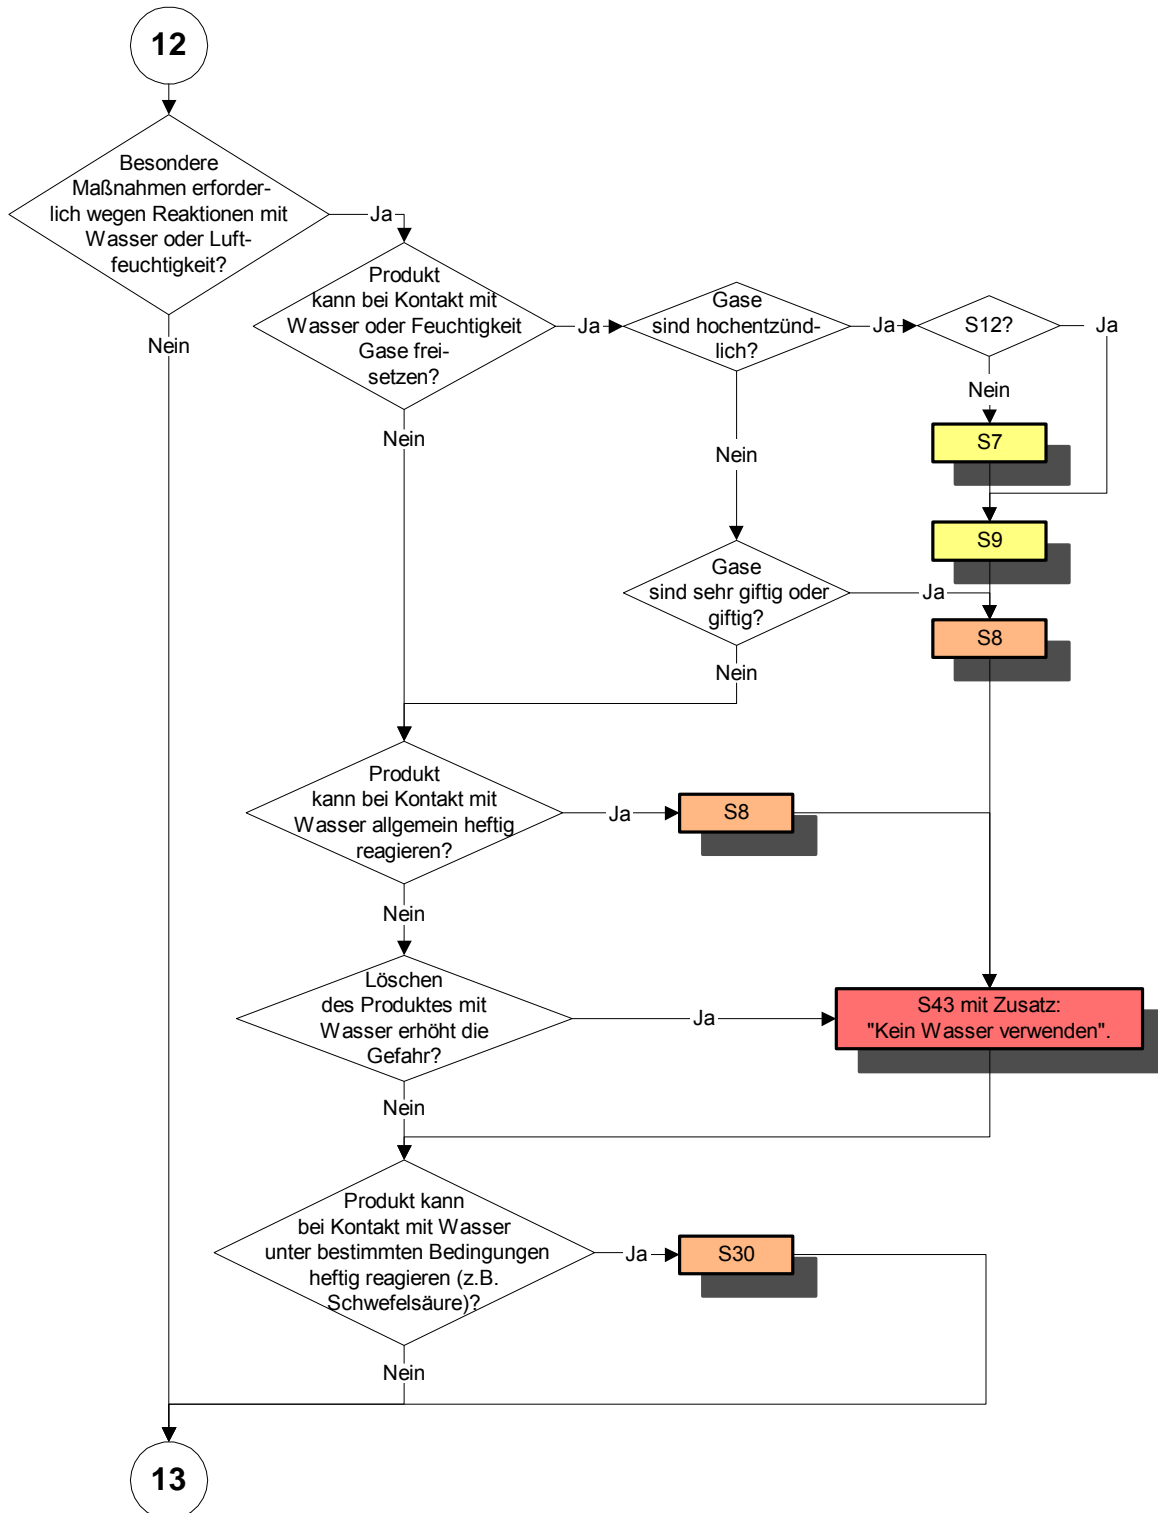 12
Besondere
Maßnahmen erforder-
lich wegen Reaktionen mit
Wasser oder Luft-
feuchtigkeit?
Ja
Nein
Produkt
kann bei Kontakt mit
Wasser oder Feuchtigkeit
Gase frei-
setzen?
Ja
Nein
Gase
sind hochentzünd-
lich?
Ja
Nein
S12?
Ja
Nein
S7
S9
Gase
sind sehr giftig oder
giftig?
Ja
Nein
S8
Produkt
kann bei Kontakt mit
Wasser allgemein heftig
reagieren?
Ja
S8
Nein
Löschen
des Produktes mit
Wasser erhöht die
Gefahr?
Ja
S43 mit Zusatz:
"Kein Wasser verwenden".
Nein
Produkt kann
bei Kontakt mit Wasser
unter bestimmten Bedingungen
heftig reagieren (z.B.
Schwefelsäure)?
Ja
S30
Nein
13